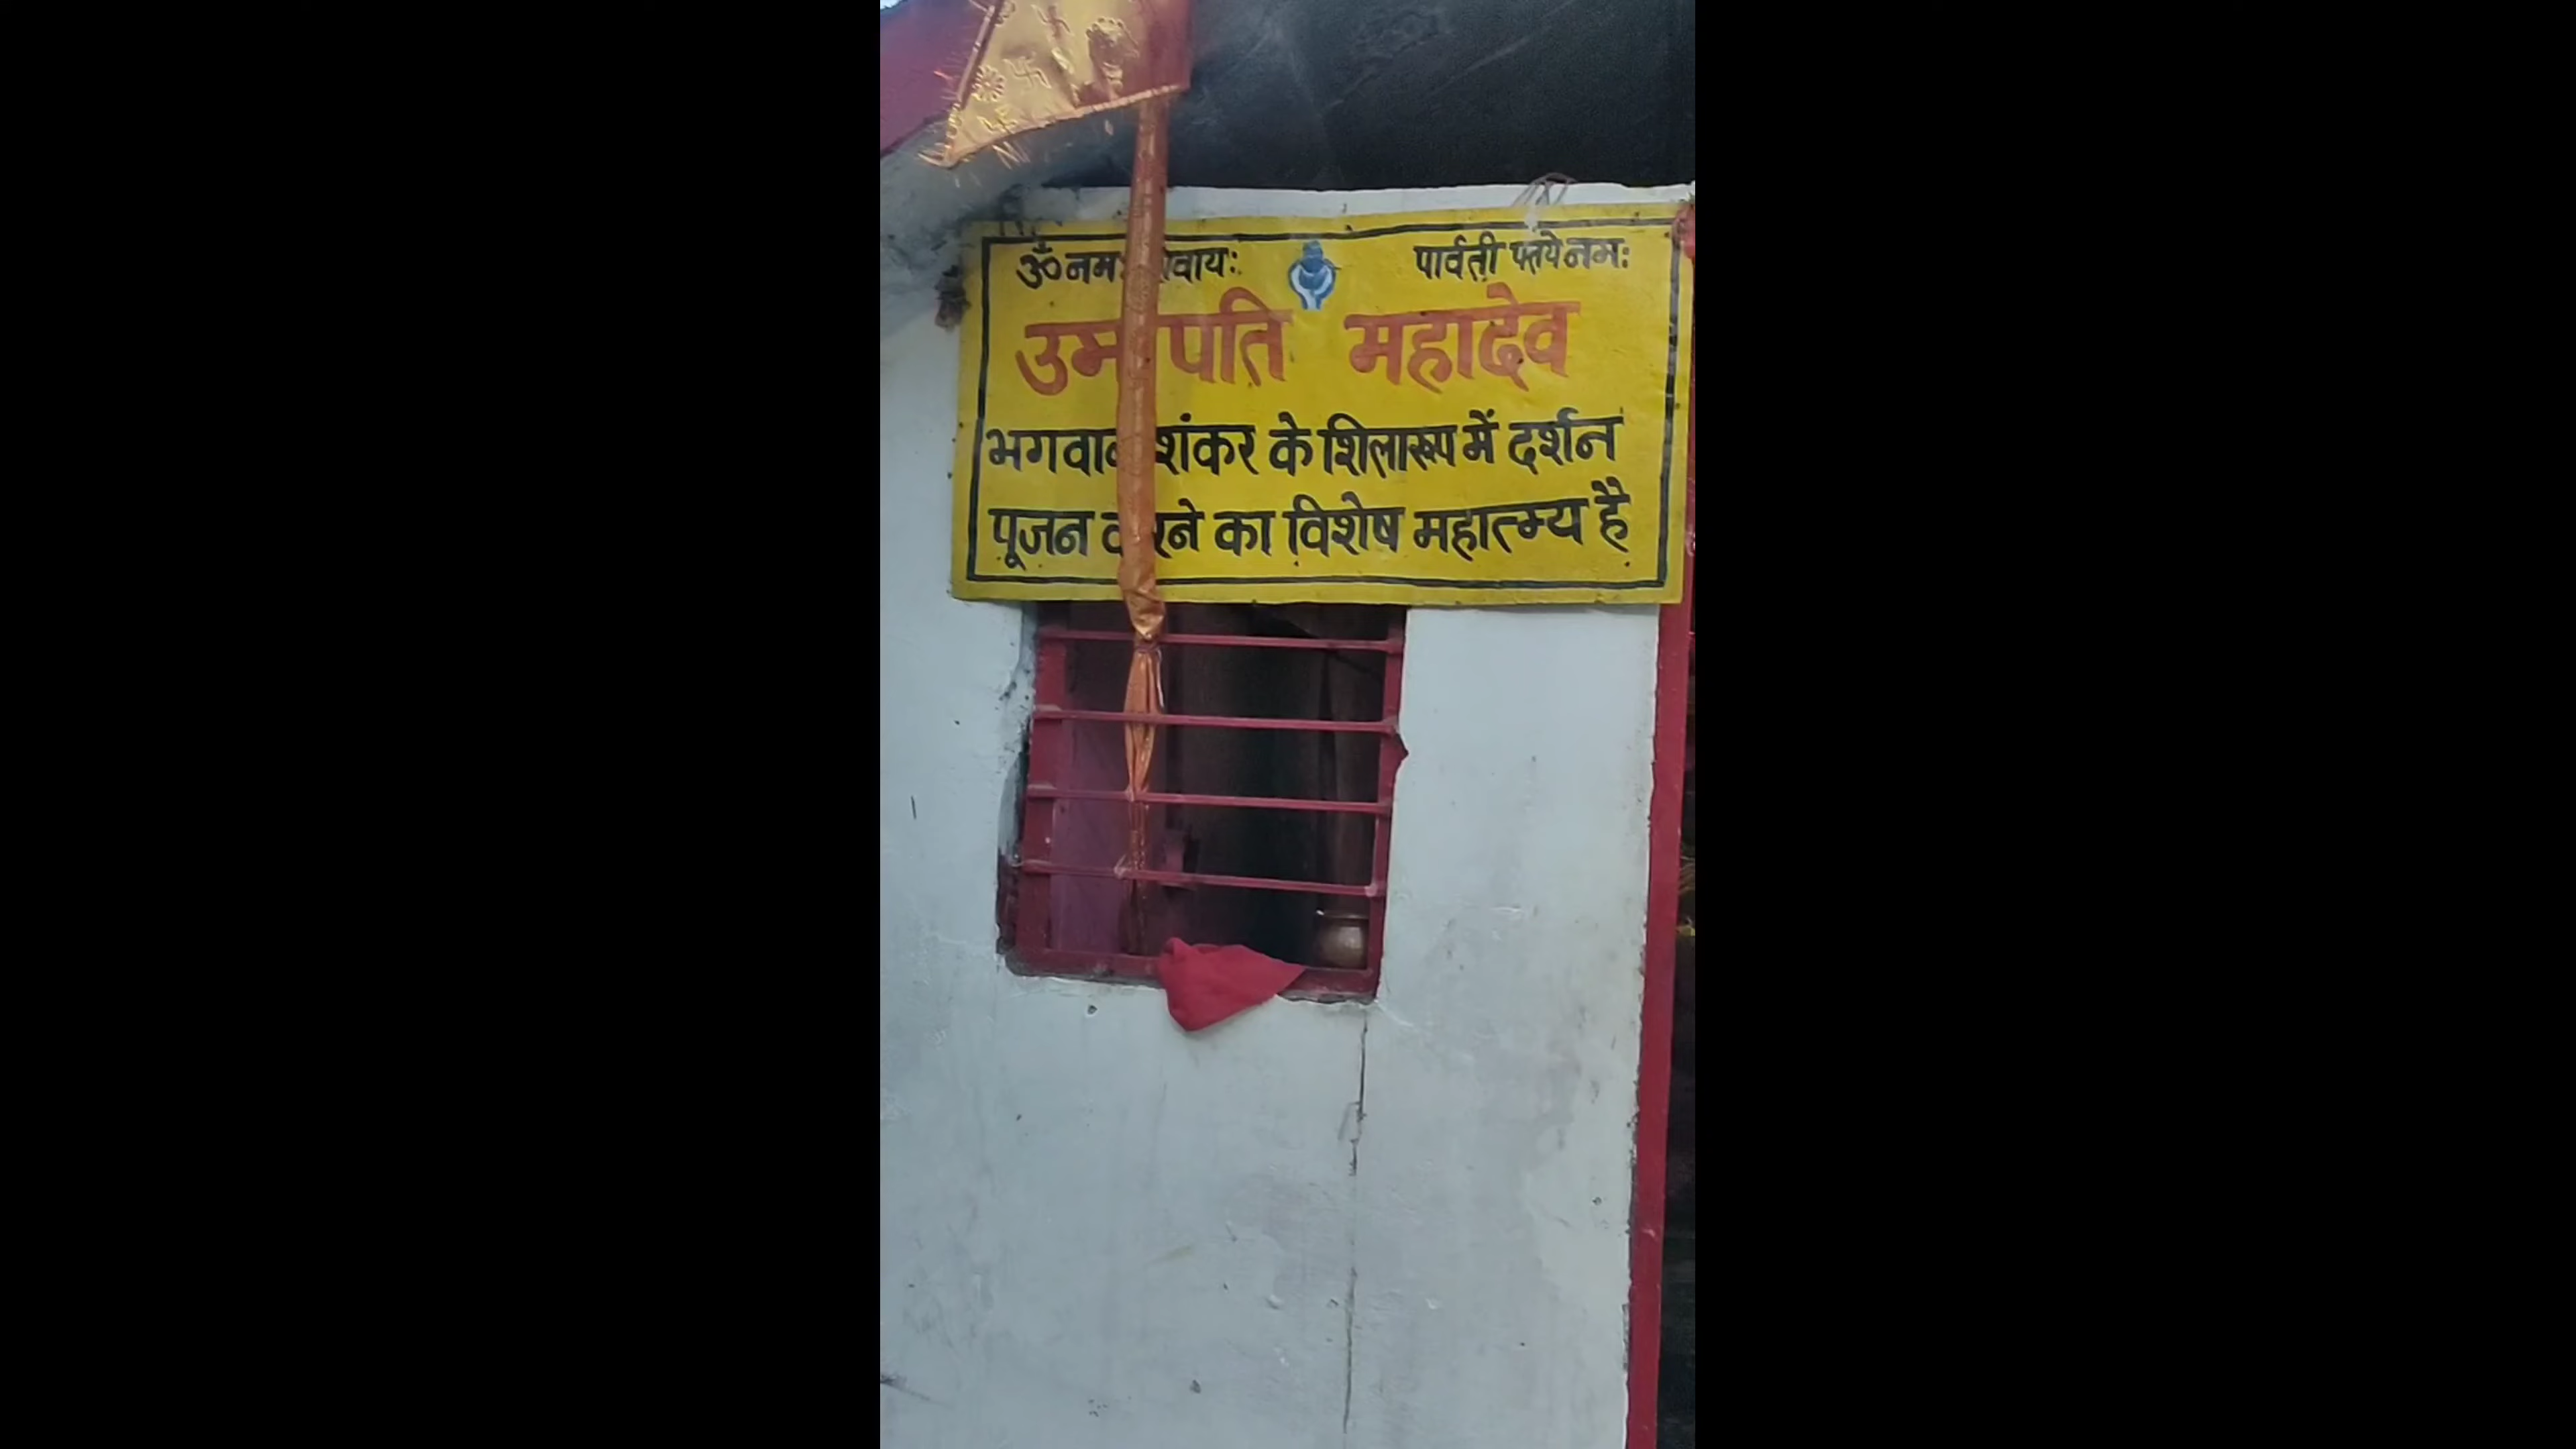 ॐ नमः शिवायः पार्वती पतये नमः
उमापति महादेव
भगवान शंकर के शिलारूप में दर्शन
पूजन करने का विशेष महात्म्य है